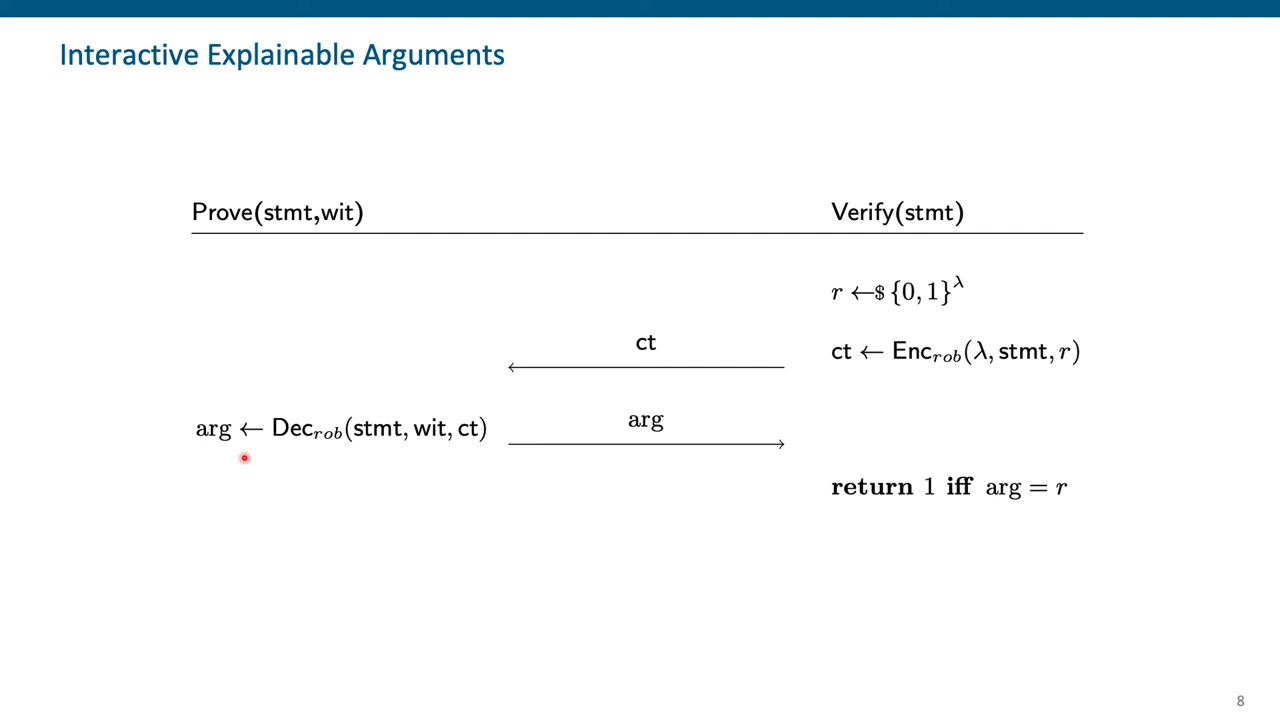 Interactive Explainable Arguments
Prove(stmt,wit) Verify(stmt)
r ←$ {0, 1}^λ
ct ct ← Enc_rob(λ, stmt, r)
arg ← Dec_rob(stmt, wit, ct) arg
return 1 iff arg = r
8